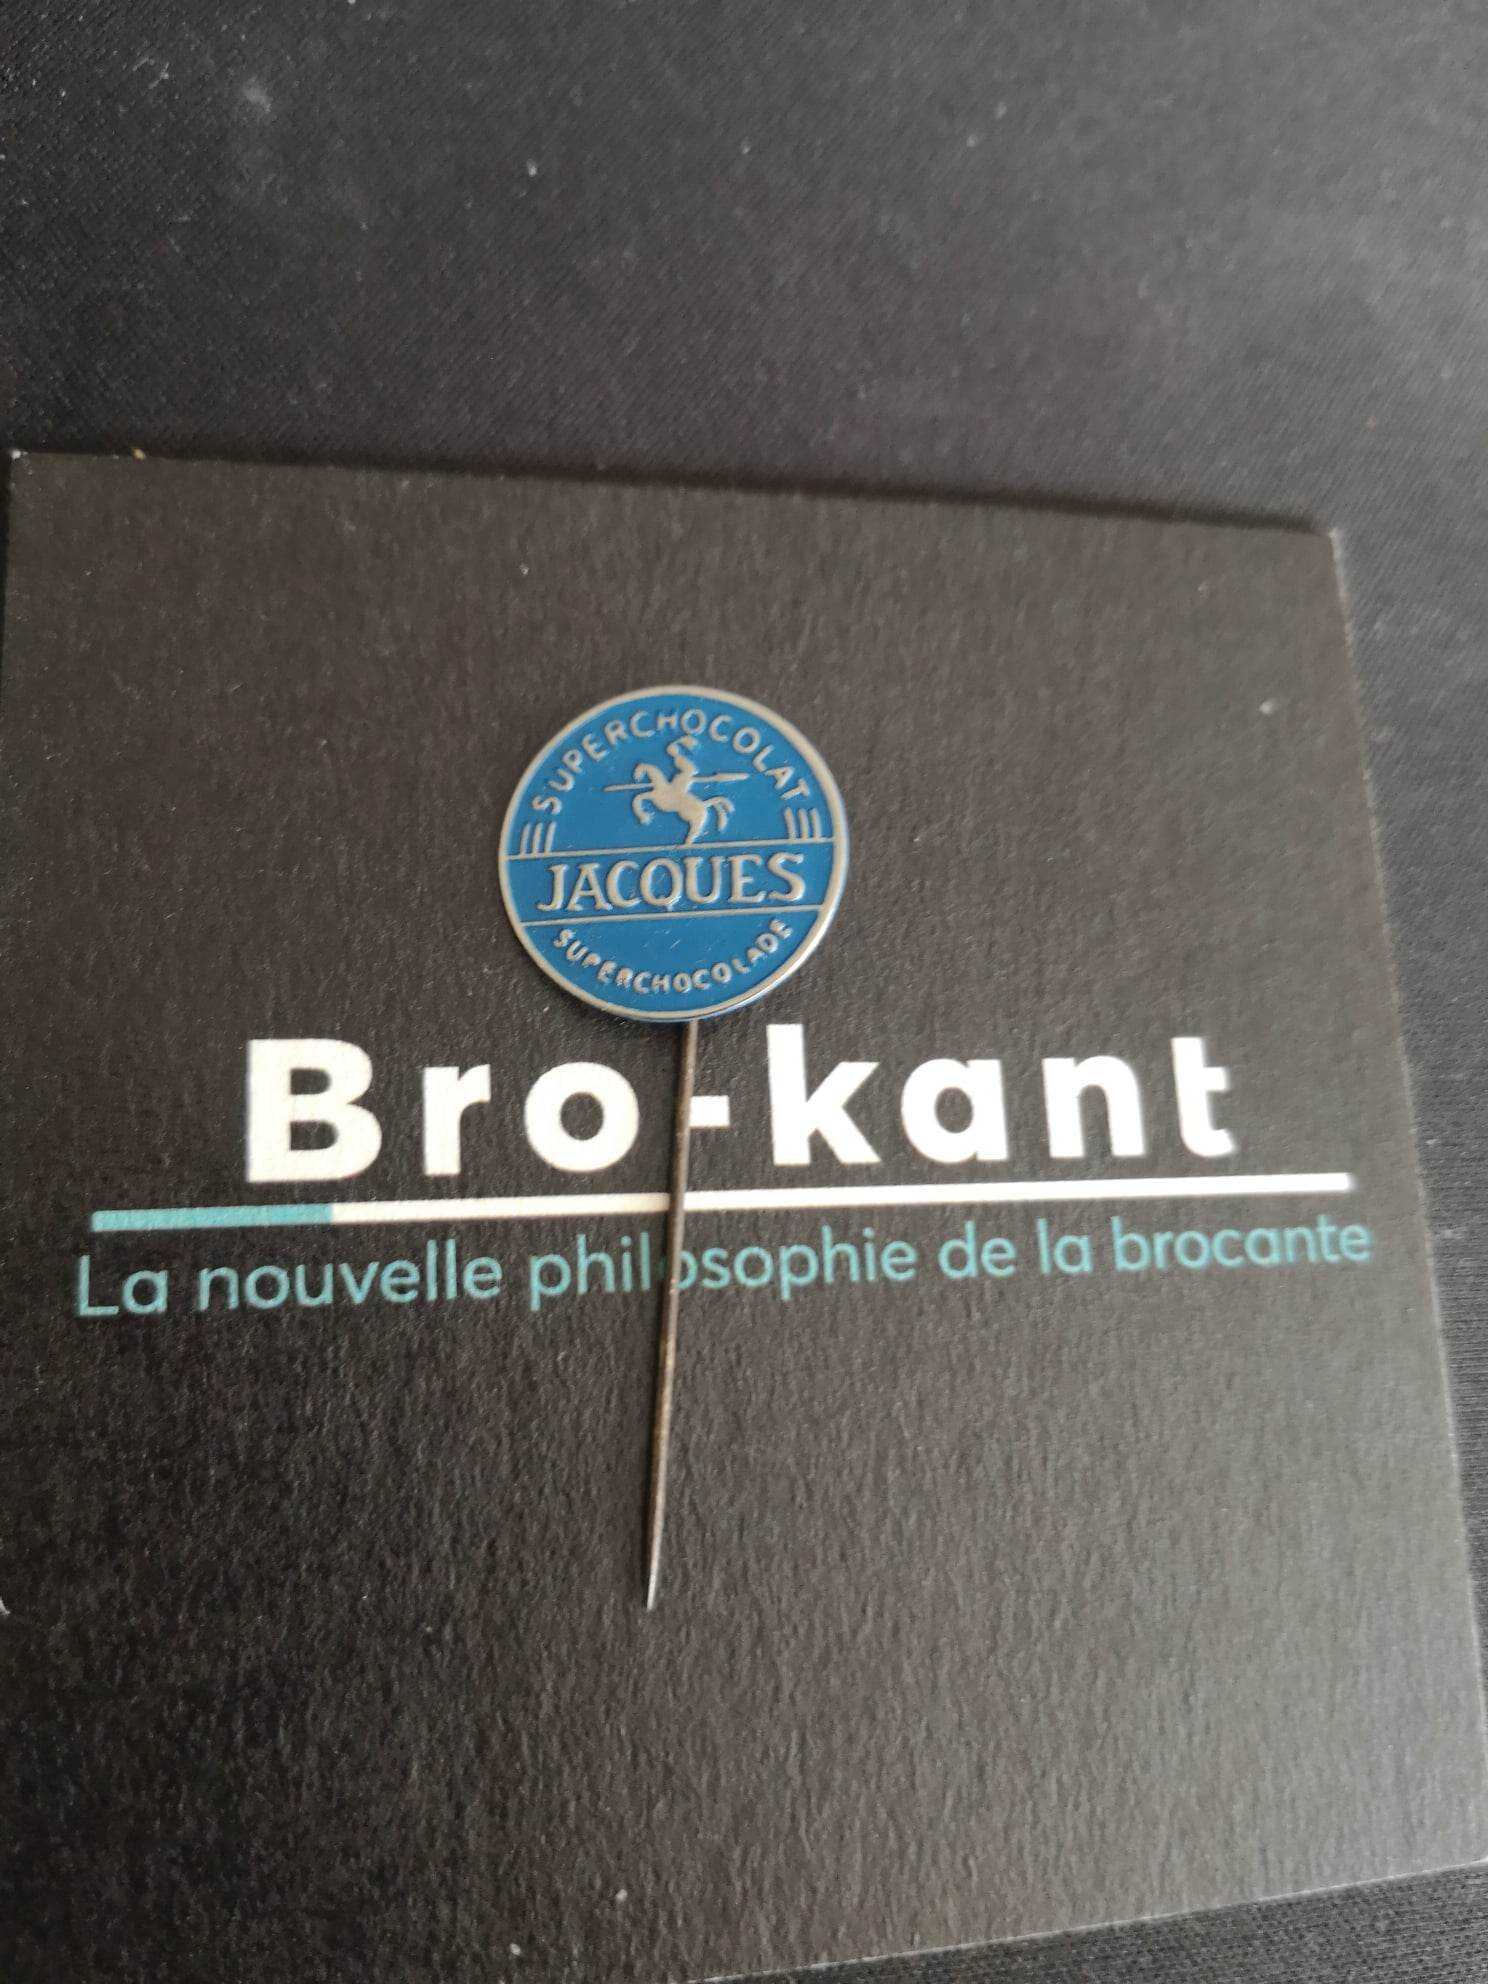 SUPERCHOCOLAT
JACQUES
SUPERCHOCOLADE
Bro-kant
La nouvelle philosophie de la brocante